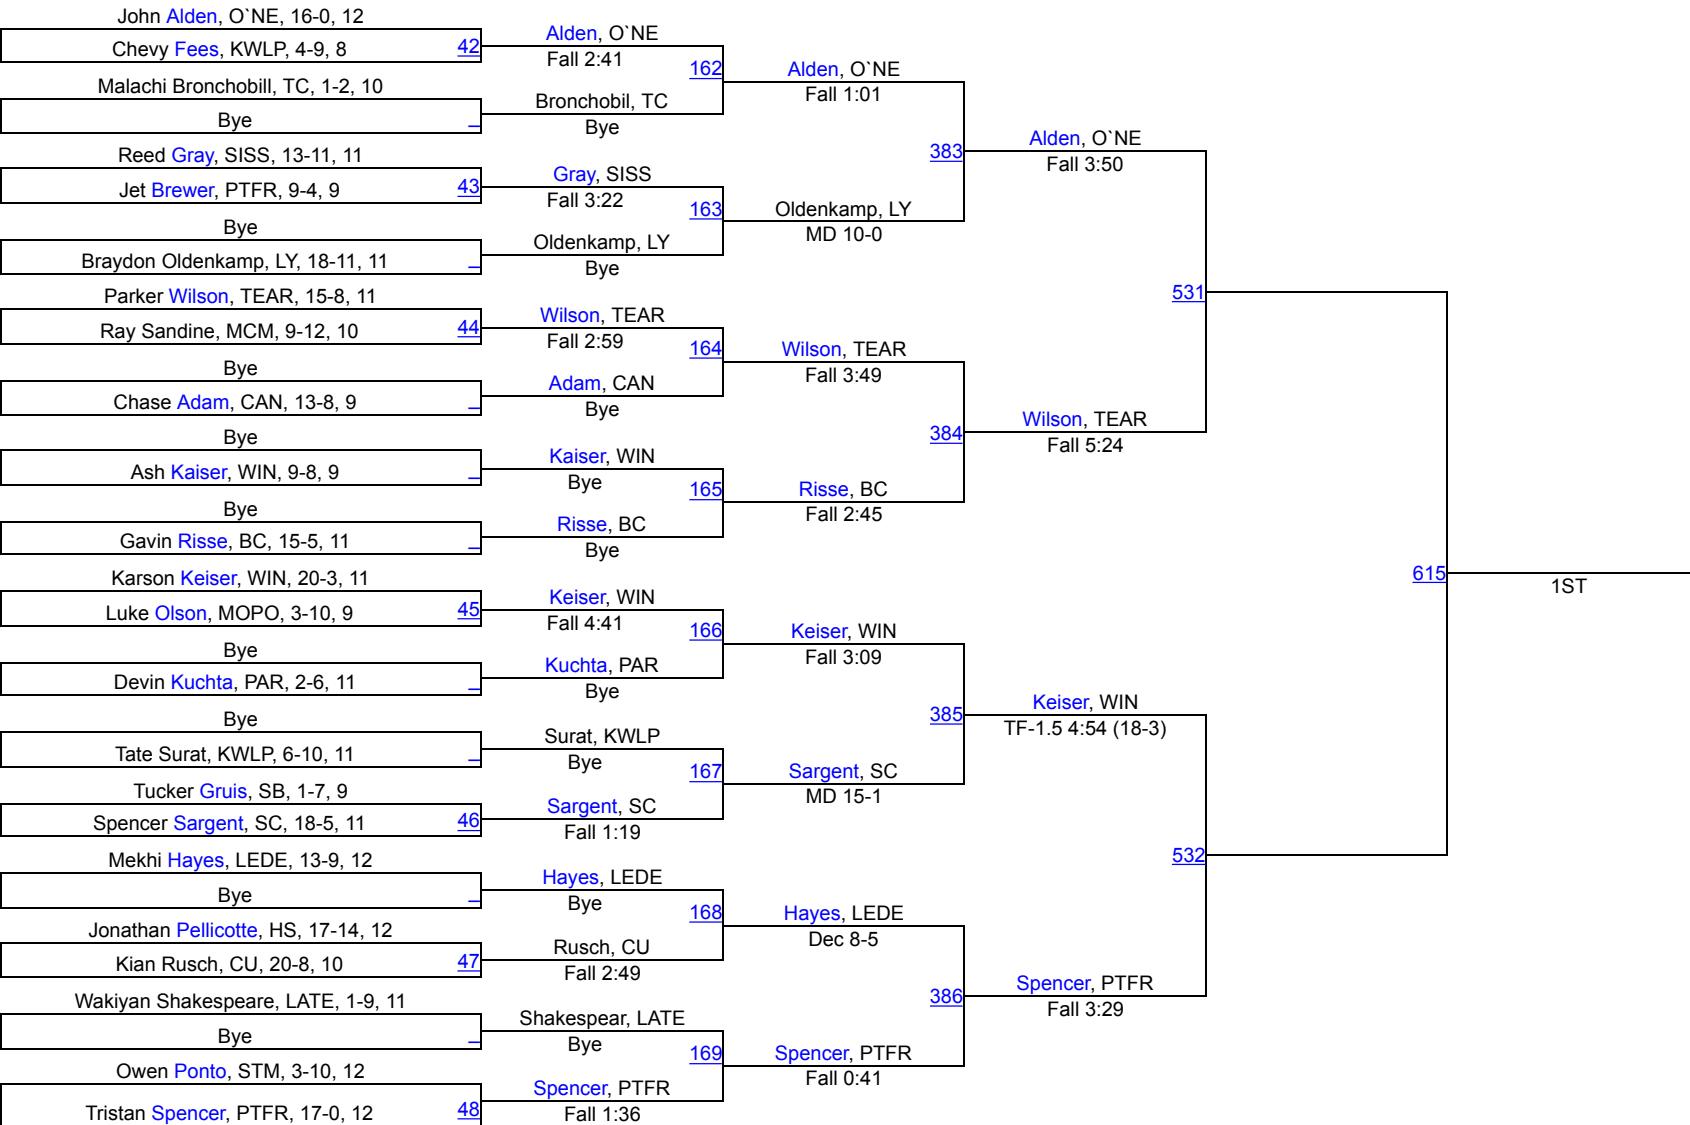 John Alden, O`NE, 16-0, 12
Chevy Fees, KWLP, 4-9, 8
42
Malachi Bronchobill, TC, 1-2, 10
Bye
Reed Gray, SISS, 13-11, 11
Jet Brewer, PTFR, 9-4, 9
43
Bye
Braydon Oldenkamp, LY, 18-11, 11
Parker Wilson, TEAR, 15-8, 11
Ray Sandine, MCM, 9-12, 10
44
Bye
Chase Adam, CAN, 13-8, 9
Bye
Ash Kaiser, WIN, 9-8, 9
Bye
Gavin Risse, BC, 15-5, 11
Karson Keiser, WIN, 20-3, 11
Luke Olson, MOPO, 3-10, 9
45
Bye
Devin Kuchta, PAR, 2-6, 11
Bye
Tate Surat, KWLP, 6-10, 11
Tucker Gruis, SB, 1-7, 9
Spencer Sargent, SC, 18-5, 11
46
Mekhi Hayes, LEDE, 13-9, 12
Bye
Jonathan Pellicotte, HS, 17-14, 12
Kian Rusch, CU, 20-8, 10
47
Wakiyan Shakespeare, LATE, 1-9, 11
Bye
Owen Ponto, STM, 3-10, 12
Tristan Spencer, PTFR, 17-0, 12
48
Alden, O`NE
Fall 2:41
162
Bronchobil, TC
Bye
Gray, SISS
Fall 3:22
163
Oldenkamp, LY
Bye
Wilson, TEAR
Fall 2:59
164
Adam, CAN
Bye
Kaiser, WIN
Bye
165
Risse, BC
Bye
Keiser, WIN
Fall 4:41
166
Kuchta, PAR
Bye
Surat, KWLP
Bye
167
Sargent, SC
Fall 1:19
Hayes, LEDE
Bye
168
Rusch, CU
Fall 2:49
Shakespear, LATE
Bye
169
Spencer, PTFR
Fall 1:36
Alden, O`NE
Fall 1:01
383
Oldenkamp, LY
MD 10-0
Wilson, TEAR
Fall 3:49
384
Risse, BC
Fall 2:45
Keiser, WIN
Fall 3:09
385
Sargent, SC
MD 15-1
Hayes, LEDE
Dec 8-5
386
Spencer, PTFR
Fall 0:41
Alden, O`NE
Fall 3:50
531
Wilson, TEAR
Fall 5:24
Keiser, WIN
TF-1.5 4:54 (18-3)
532
Spencer, PTFR
Fall 3:29
615
1ST